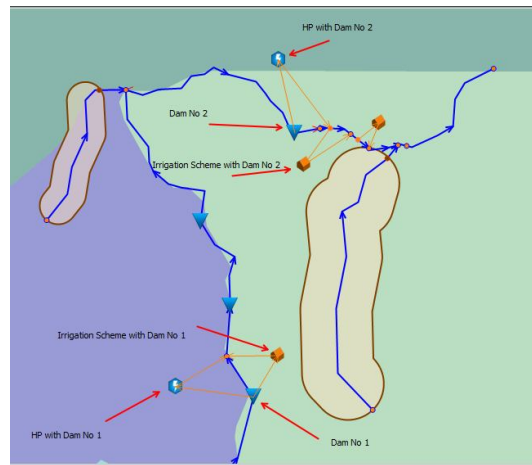 HP with Dam No 2
Dam No 2
Irrigation Scheme with Dam No 2
Irrigation Scheme with Dam No 1
HP with Dam No 1
Dam No 1